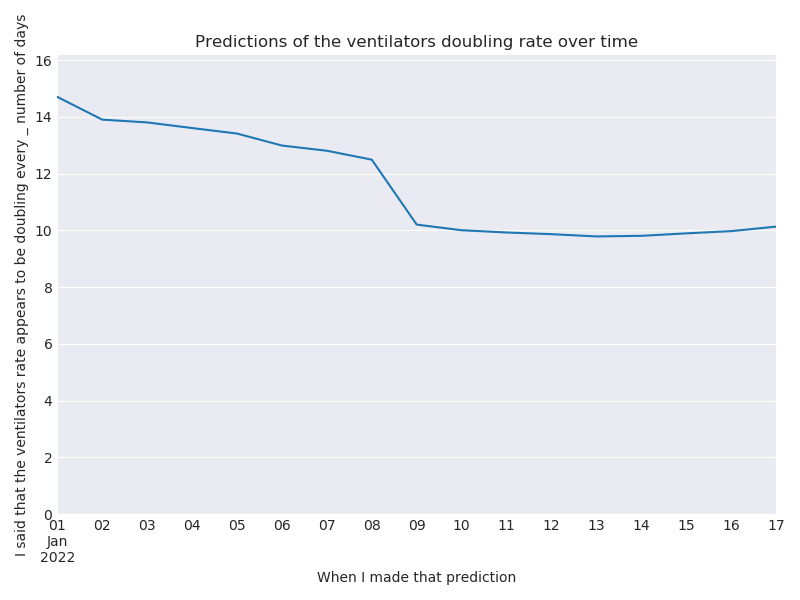 Predictions of the ventilators doubling rate over time
I said that the ventilators rate appears to be doubling every _ number of days
16
14
12
10
8
6
4
2
0
01 02 03 04 05 06 07 08 09 10 11 12 13 14 15 16 17
Jan
2022
When I made that prediction